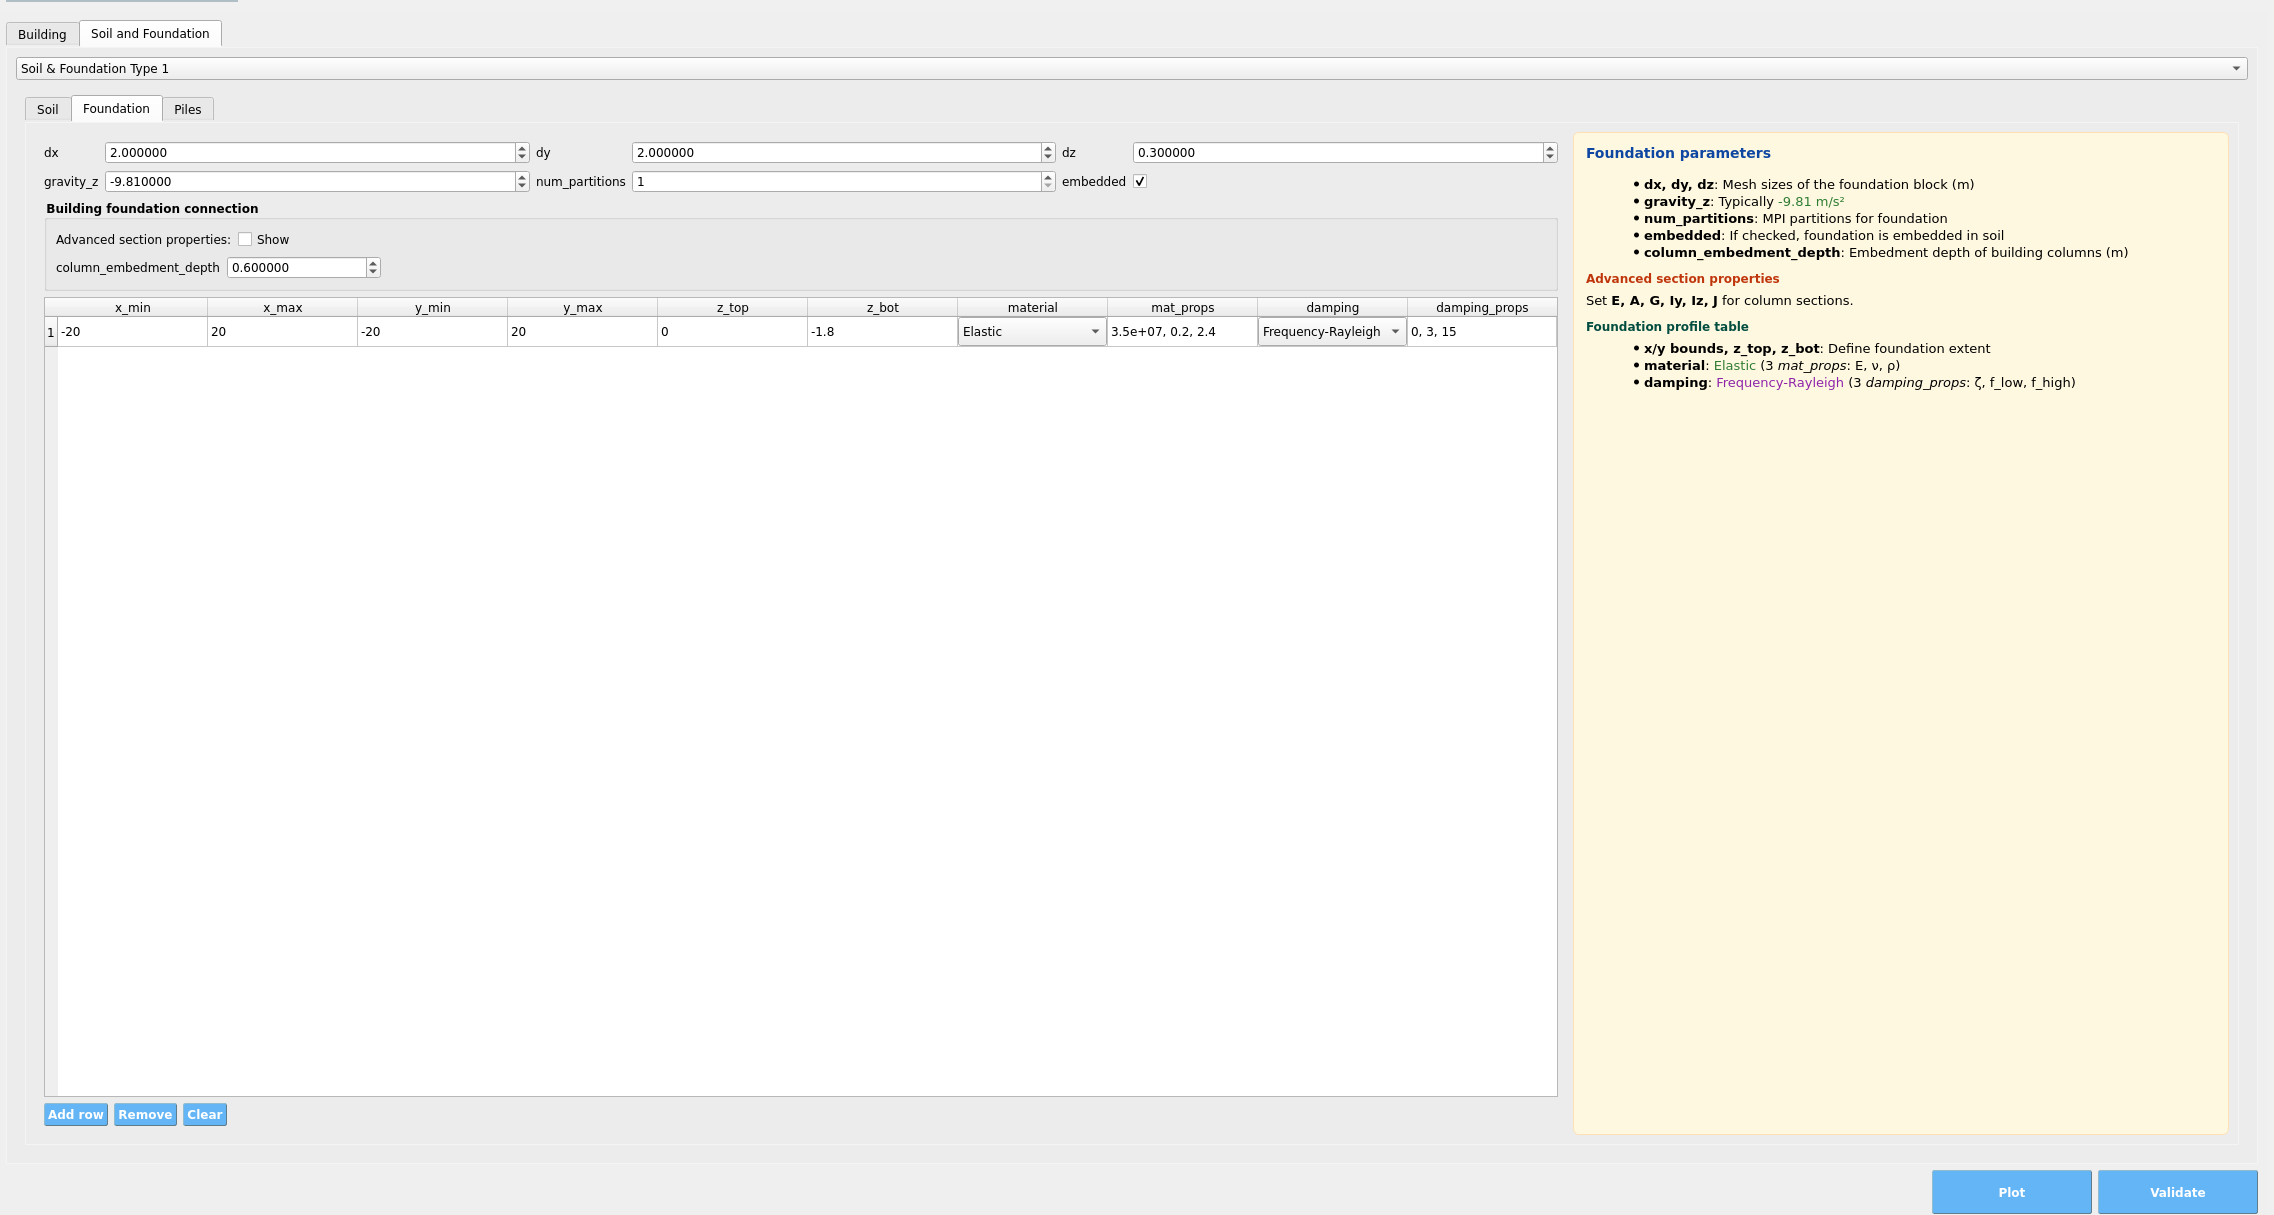 Building Soil and Foundation
Soil & Foundation Type 1
Soil Foundation Piles
dx 2.000000 dy 2.000000 dz 0.300000
gravity_z -9.810000 num_partitions 1 embedded
Building foundation connection
Advanced section properties: Show
column_embedment_depth 0.600000
x_min x_max y_min y_max z_top z_bot material mat_props damping damping_props
1 -20 20 -20 20 0 -1.8 Elastic 3.5e+07, 0.2, 2.4 Frequency-Rayleigh 0, 3, 15
Add row Remove Clear
Foundation parameters
• dx, dy, dz: Mesh sizes of the foundation block (m)
• gravity_z: Typically -9.81 m/s²
• num_partitions: MPI partitions for foundation
• embedded: If checked, foundation is embedded in soil
• column_embedment_depth: Embedment depth of building columns (m)
Advanced section properties
Set E, A, G, Iy, Iz, J for column sections.
Foundation profile table
• x/y bounds, z_top, z_bot: Define foundation extent
• material: Elastic (3 mat_props: E, ν, ρ)
• damping: Frequency-Rayleigh (3 damping_props: ζ, f_low, f_high)
Plot Validate